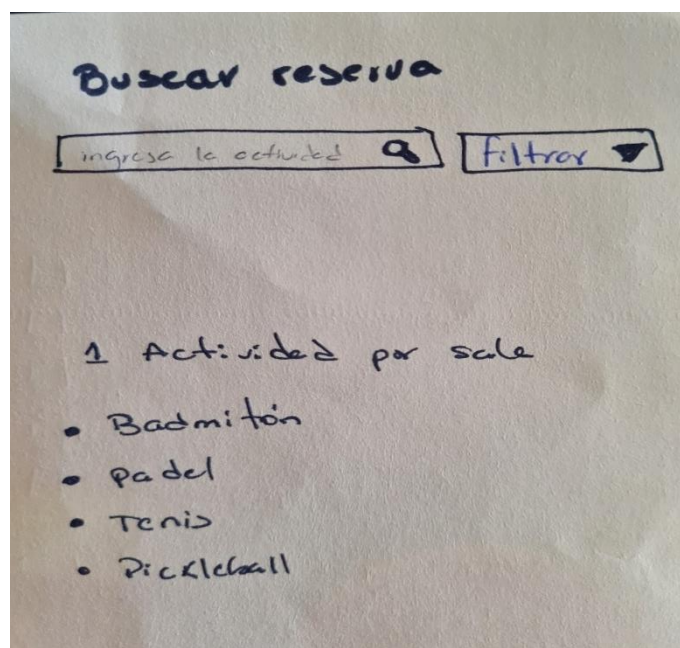 Buscar reserva
ingresa la actividad
filtrar
1 Actividad por sala
• Badmitón
• padel
• Tenis
• Pickleball